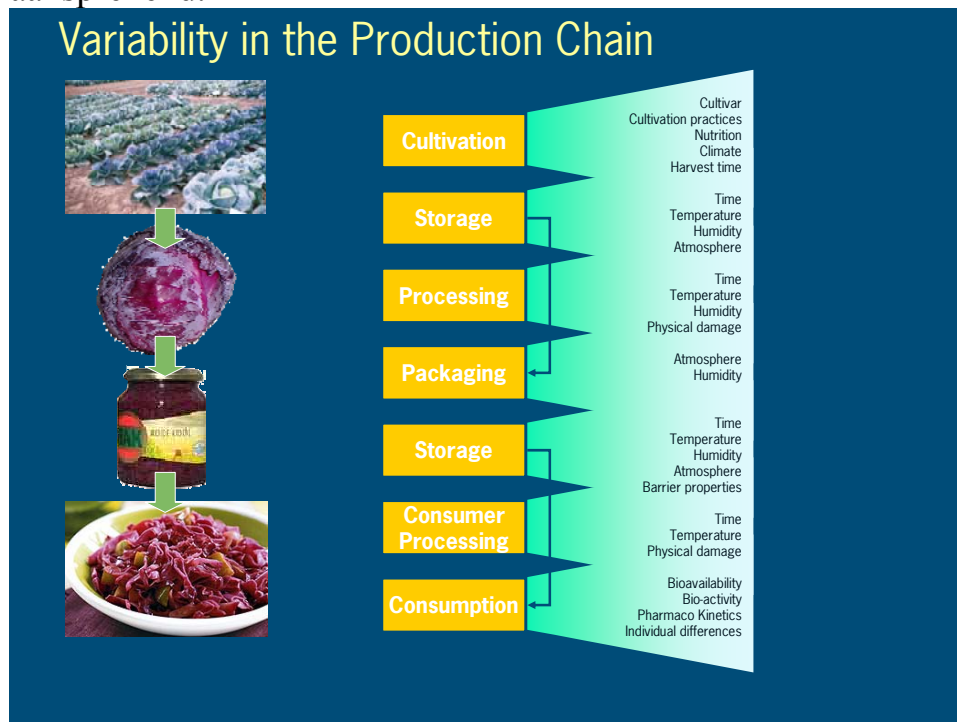 Variability in the Production Chain
Cultivation
Cultivar
Cultivation practices
Nutrition
Climate
Harvest time
Storage
Time
Temperature
Humidity
Atmosphere
Processing
Time
Temperature
Humidity
Physical damage
Packaging
Atmosphere
Humidity
Storage
Time
Temperature
Humidity
Atmosphere
Barrier properties
Consumer
Processing
Time
Temperature
Physical damage
Consumption
Bioavailability
Bio-activity
Pharmaco Kinetics
Individual differences